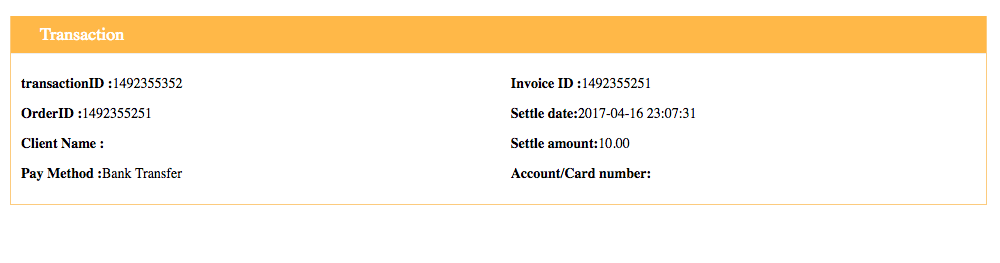 Transaction
transactionID :1492355352
Invoice ID :1492355251
OrderID :1492355251
Settle date:2017-04-16 23:07:31
Client Name :
Settle amount:10.00
Pay Method :Bank Transfer
Account/Card number: